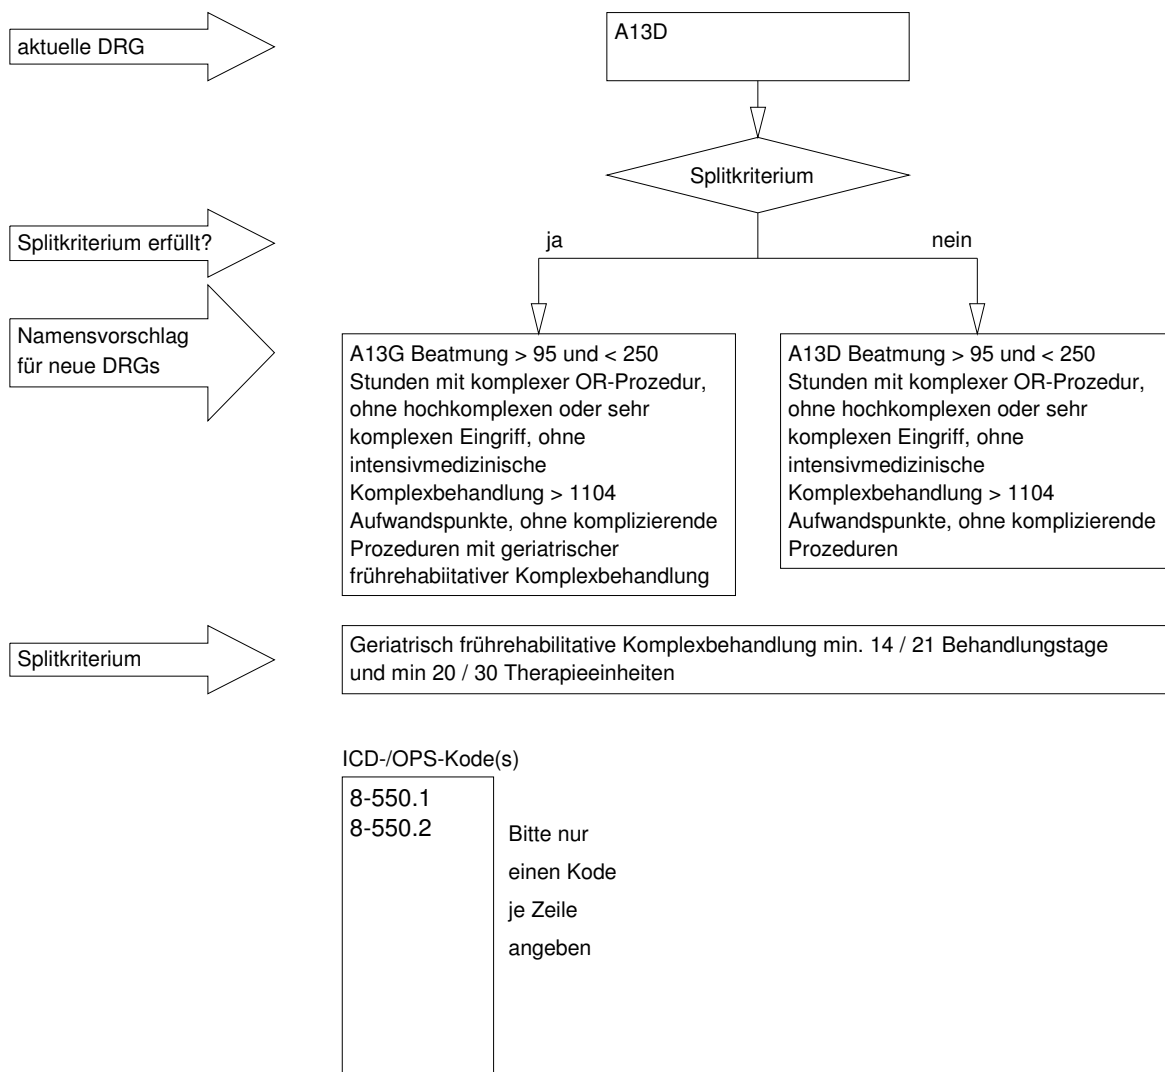 aktuelle DRG
A13D
Splitkriterium
Splitkriterium erfüllt?
ja
nein
Namensvorschlag
für neue DRGs
A13G Beatmung > 95 und < 250
Stunden mit komplexer OR-Prozedur,
ohne hochkomplexen oder sehr
komplexen Eingriff, ohne
intensivmedizinische
Komplexbehandlung > 1104
Aufwandspunkte, ohne komplizierende
Prozeduren mit geriatrischer
frührehabiitativer Komplexbehandlung
A13D Beatmung > 95 und < 250
Stunden mit komplexer OR-Prozedur,
ohne hochkomplexen oder sehr
komplexen Eingriff, ohne
intensivmedizinische
Komplexbehandlung > 1104
Aufwandspunkte, ohne komplizierende
Prozeduren
Splitkriterium
Geriatrisch frührehabilitative Komplexbehandlung min. 14 / 21 Behandlungstage
und min 20 / 30 Therapieeinheiten
ICD-/OPS-Kode(s)
8-550.1
8-550.2
Bitte nur
einen Kode
je Zeile
angeben